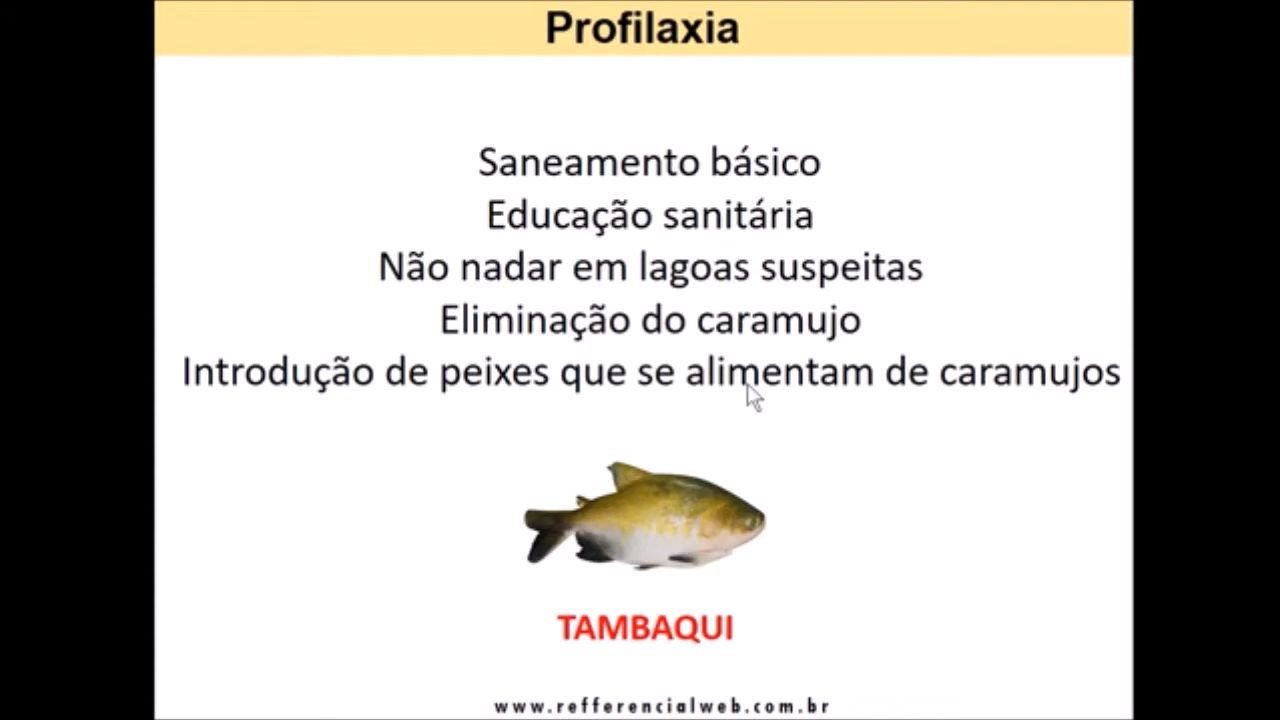 Profilaxia
Saneamento básico
Educação sanitária
Não nadar em lagoas suspeitas
Eliminação do caramujo
Introdução de peixes que se alimentam de caramujos
TAMBAQUI
www.refferencialweb.com.br